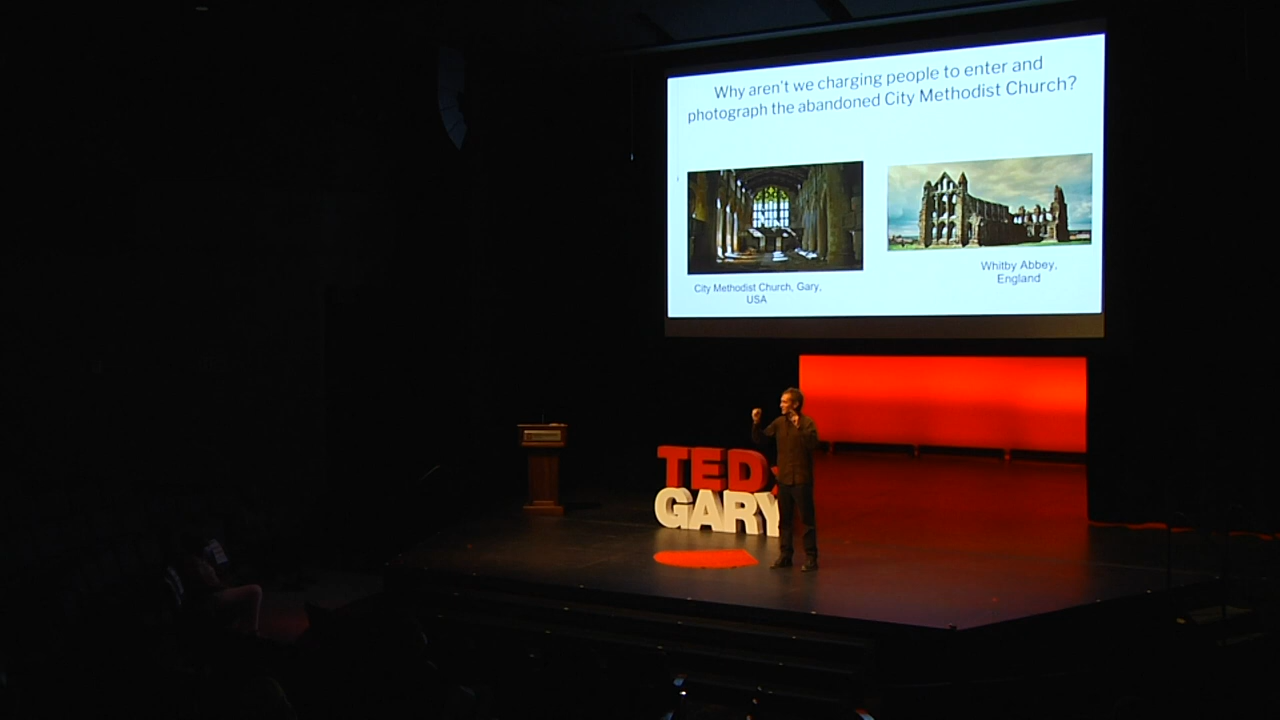 Why aren't we charging people to enter and
photograph the abandoned City Methodist Church?
City Methodist Church, Gary,
USA
Whitby Abbey,
England
TED
GARY